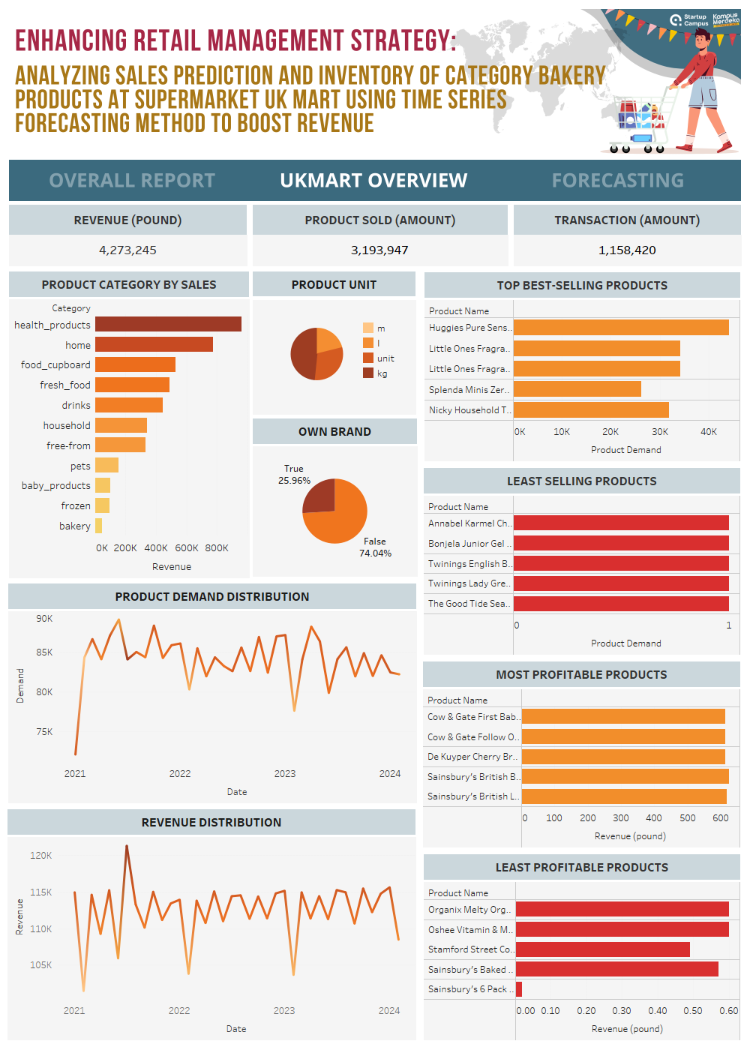 Startup Campus
Kampus Merdeka
ENHANCING RETAIL MANAGEMENT STRATEGY:
ANALYZING SALES PREDICTION AND INVENTORY OF CATEGORY BAKERY
PRODUCTS AT SUPERMARKET UK MART USING TIME SERIES
FORECASTING METHOD TO BOOST REVENUE
OVERALL REPORT
UKMART OVERVIEW
FORECASTING
REVENUE (POUND)
4,273,245
PRODUCT SOLD (AMOUNT)
3,193,947
TRANSACTION (AMOUNT)
1,158,420
PRODUCT CATEGORY BY SALES
Category
health_products
home
food_cupboard
fresh_food
drinks
household
free-from
pets
baby_products
frozen
bakery
0K 200K 400K 600K 800K
Revenue
PRODUCT UNIT
m
l
unit
kg
OWN BRAND
True
25.96%
False
74.04%
TOP BEST-SELLING PRODUCTS
Product Name
Huggies Pure Sens..
Little Ones Fragra..
Little Ones Fragra..
Splenda Minis Zer..
Nicky Household T..
0K 10K 20K 30K 40K
Product Demand
LEAST SELLING PRODUCTS
Product Name
Annabel Karmel Ch..
Bonjela Junior Gel ..
Twinings English B..
Twinings Lady Gre..
The Good Tide Sea..
0 1
Product Demand
PRODUCT DEMAND DISTRIBUTION
90K
85K
80K
75K
Demand
2021 2022 2023 2024
Date
MOST PROFITABLE PRODUCTS
Product Name
Cow & Gate First Bab..
Cow & Gate Follow O..
De Kuyper Cherry Br..
Sainsbury's British B..
Sainsbury's British L..
0 100 200 300 400 500 600
Revenue (pound)
REVENUE DISTRIBUTION
120K
115K
110K
105K
Revenue
2021 2022 2023 2024
Date
LEAST PROFITABLE PRODUCTS
Product Name
Organix Melty Org..
Oshee Vitamin & M..
Stamford Street Co..
Sainsbury's Baked ..
Sainsbury's 6 Pack ..
0.00 0.10 0.20 0.30 0.40 0.50 0.60
Revenue (pound)